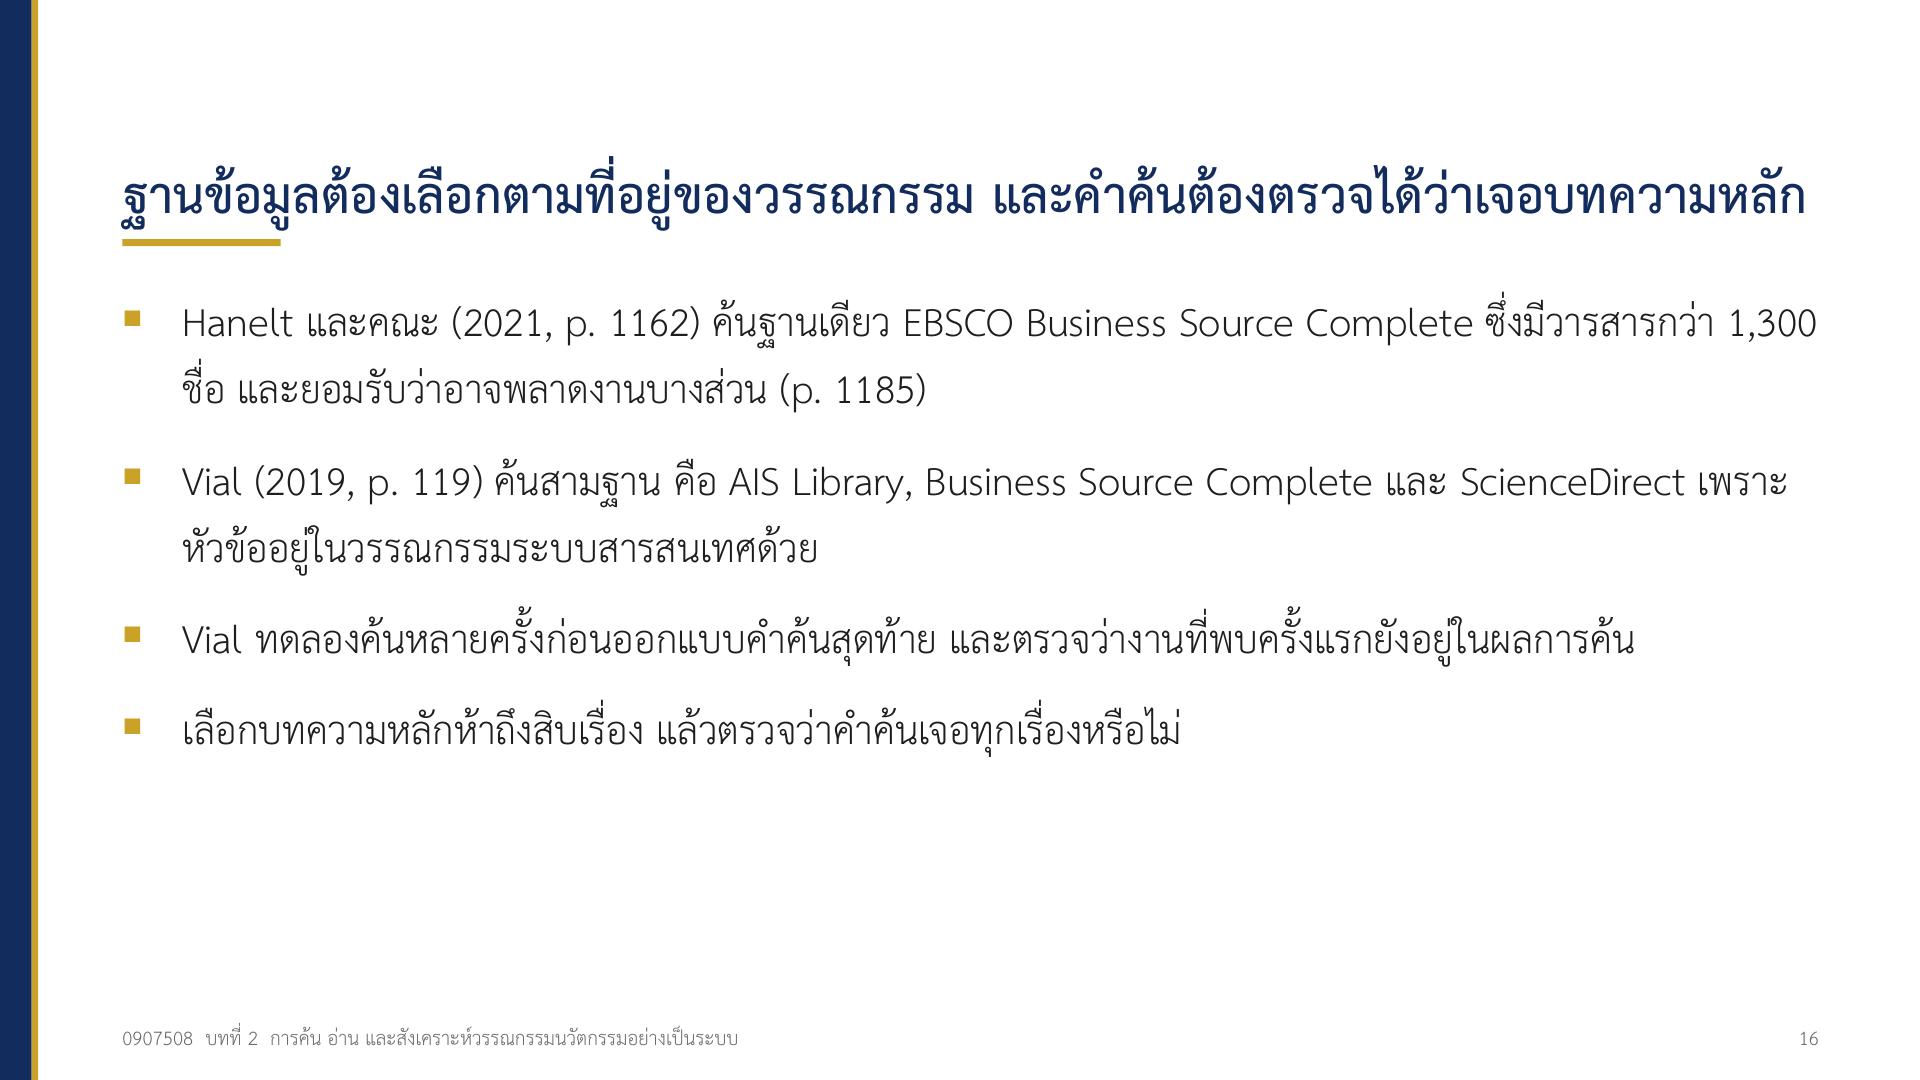 ฐานข้อมูลต้องเลือกตามที่อยู่ของวรรณกรรม และคำค้นต้องตรวจได้ว่าเจอบทความหลัก
Hanelt และคณะ (2021, p. 1162) ค้นฐานเดียว EBSCO Business Source Complete ซึ่งมีวารสารกว่า 1,300
ชื่อ และยอมรับว่าอาจพลาดงานบางส่วน (p. 1185)
Vial (2019, p. 119) ค้นสามฐาน คือ AIS Library, Business Source Complete และ ScienceDirect เพราะ
หัวข้ออยู่ในวรรณกรรมระบบสารสนเทศด้วย
Vial ทดลองค้นหลายครั้งก่อนออกแบบคำค้นสุดท้าย และตรวจว่างานที่พบครั้งแรกยังอยู่ในผลการค้น
เลือกบทความหลักห้าถึงสิบเรื่อง แล้วตรวจว่าคำค้นเจอทุกเรื่องหรือไม่
0907508 บทที่ 2 การค้น อ่าน และสังเคราะห์วรรณกรรมนวัตกรรมอย่างเป็นระบบ
16